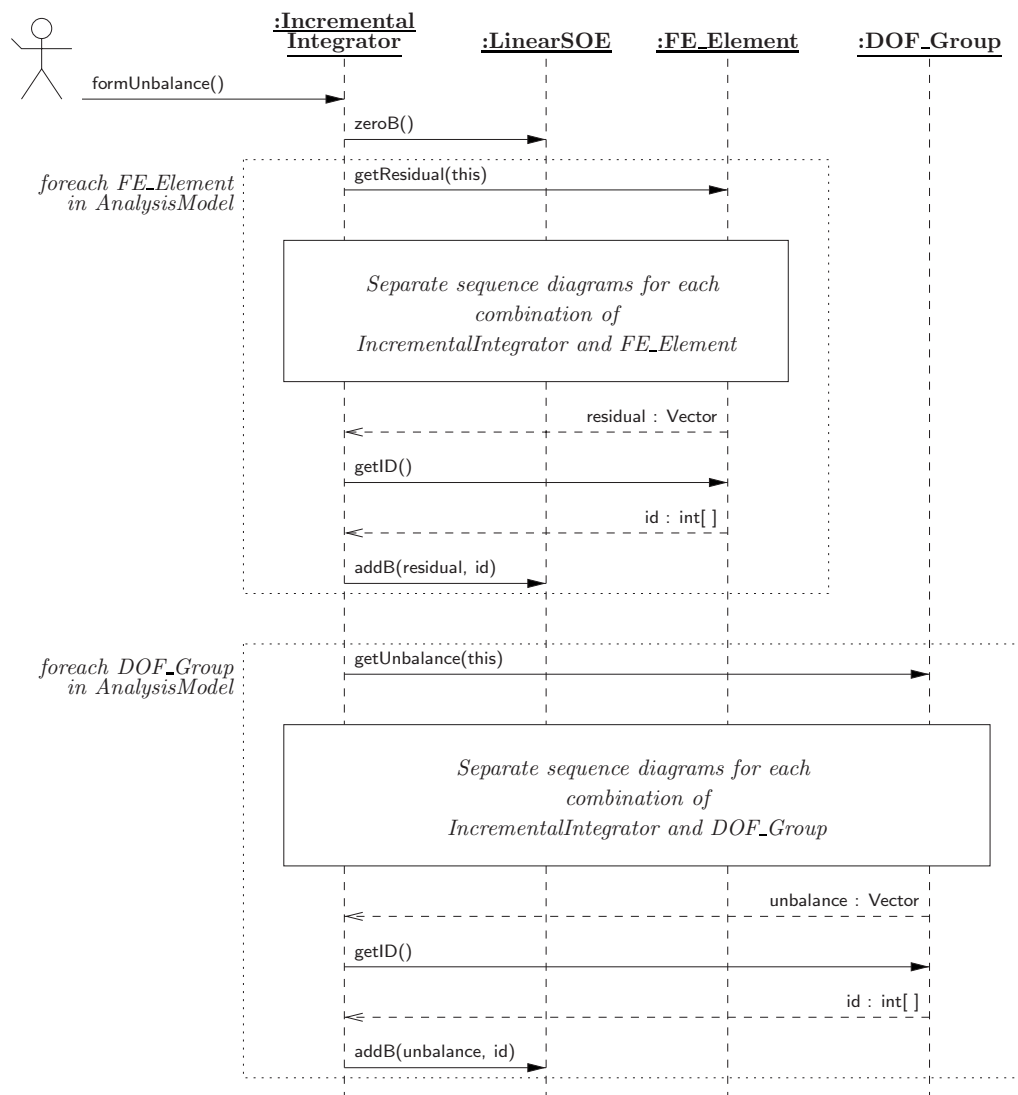 :Incremental
Integrator
:LinearSOE
:FE_Element
:DOF_Group
formUnbalance()
zeroB()
foreach FE_Element
in AnalysisModel
getResidual(this)
Separate sequence diagrams for each
combination of
IncrementalIntegrator and FE_Element
residual : Vector
getID()
id : int[ ]
addB(residual, id)
foreach DOF_Group
in AnalysisModel
getUnbalance(this)
Separate sequence diagrams for each
combination of
IncrementalIntegrator and DOF_Group
unbalance : Vector
getID()
id : int[ ]
addB(unbalance, id)